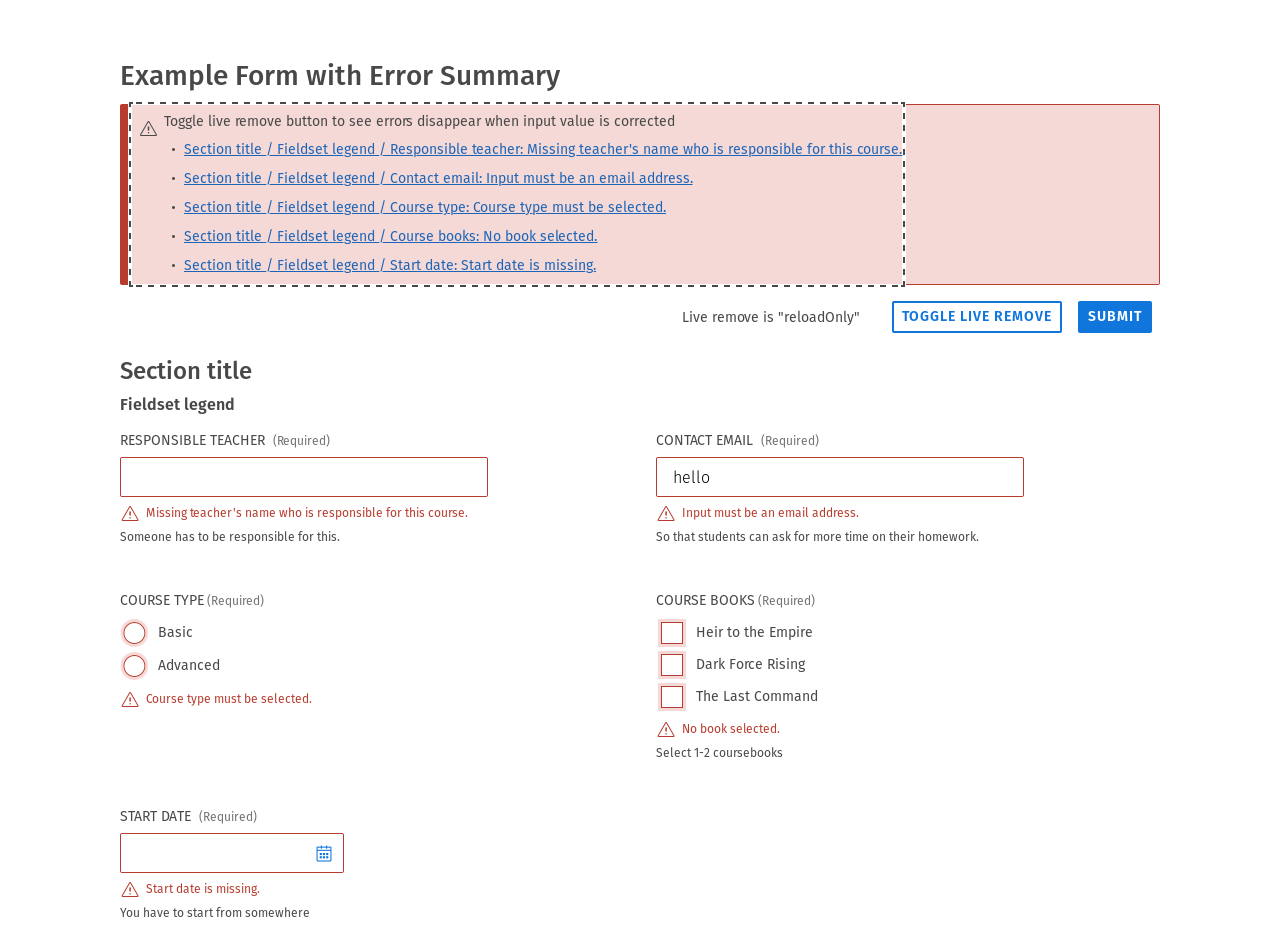 Example Form with Error Summary
Toggle live remove button to see errors disappear when input value is corrected
• Section title / Fieldset legend / Responsible teacher: Missing teacher's name who is responsible for this course.
• Section title / Fieldset legend / Contact email: Input must be an email address.
• Section title / Fieldset legend / Course type: Course type must be selected.
• Section title / Fieldset legend / Course books: No book selected.
• Section title / Fieldset legend / Start date: Start date is missing.
Live remove is "reloadOnly" TOGGLE LIVE REMOVE SUBMIT
Section title
Fieldset legend
RESPONSIBLE TEACHER (Required)
Missing teacher's name who is responsible for this course.
Someone has to be responsible for this.
CONTACT EMAIL (Required)
hello
Input must be an email address.
So that students can ask for more time on their homework.
COURSE TYPE (Required)
Basic
Advanced
Course type must be selected.
COURSE BOOKS (Required)
Heir to the Empire
Dark Force Rising
The Last Command
No book selected.
Select 1-2 coursebooks
START DATE (Required)
Start date is missing.
You have to start from somewhere